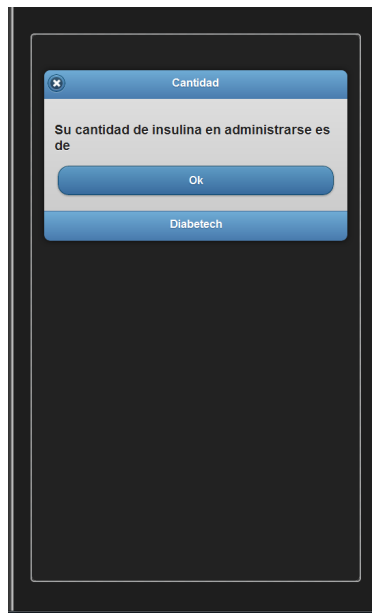 Cantidad
Su cantidad de insulina en administrarse es
de
Ok
Diabetech